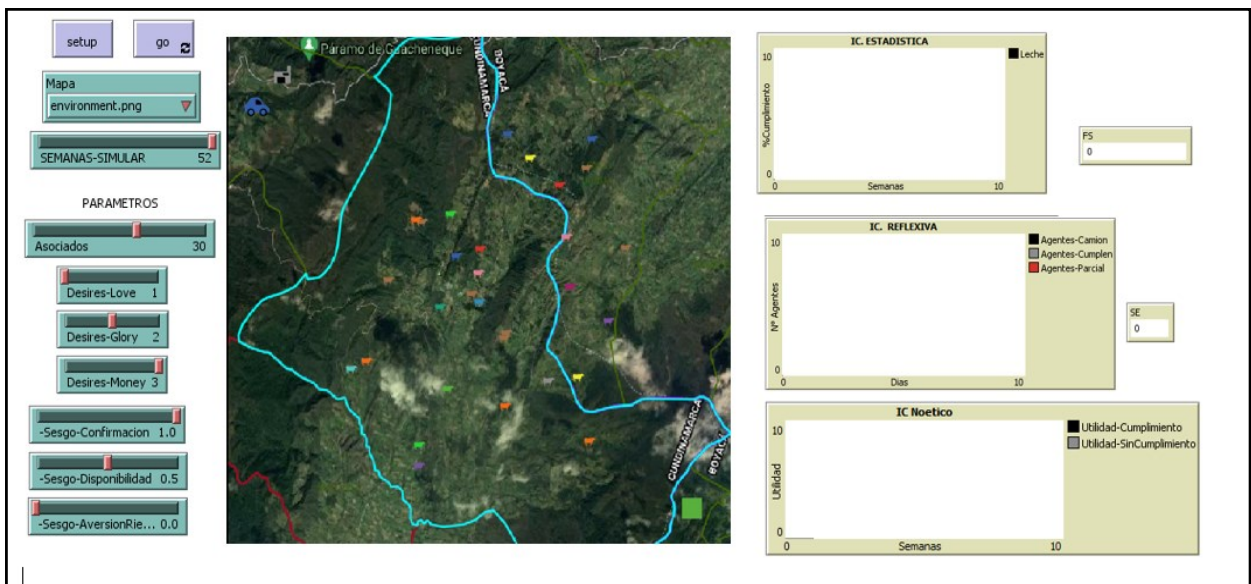 setup
go
Mapa
environment.png
SEMANAS-SIMULAR 52
PARAMETROS
Asociados 30
Desires-Love 1
Desires-Glory 2
Desires-Money 3
-Sesgo-Confirmacion 1.0
-Sesgo-Disponibilidad 0.5
-Sesgo-AversionRie... 0.0
Páramo de Guacheneque
BOYACÁ
CUNDINAMARCA
CUNDINAMARCA
IC. ESTADISTICA
10
%Cumplimiento
0
0
Semanas
10
Leche
FS
0
IC. REFLEXIVA
10
Nº Agentes
0
0
Dias
10
Agentes-Camion
Agentes-Cumplen
Agentes-Parcial
SE
0
IC Noetico
10
Utilidad
0
0
Semanas
10
Utilidad-Cumplimiento
Utilidad-SinCumplimiento